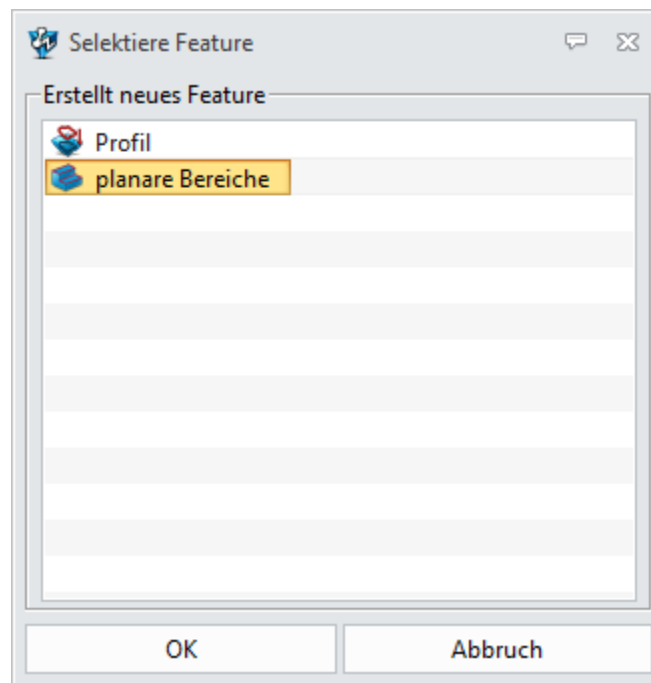 Selektiere Feature
Erstellt neues Feature
Profil
planare Bereiche
OK
Abbruch